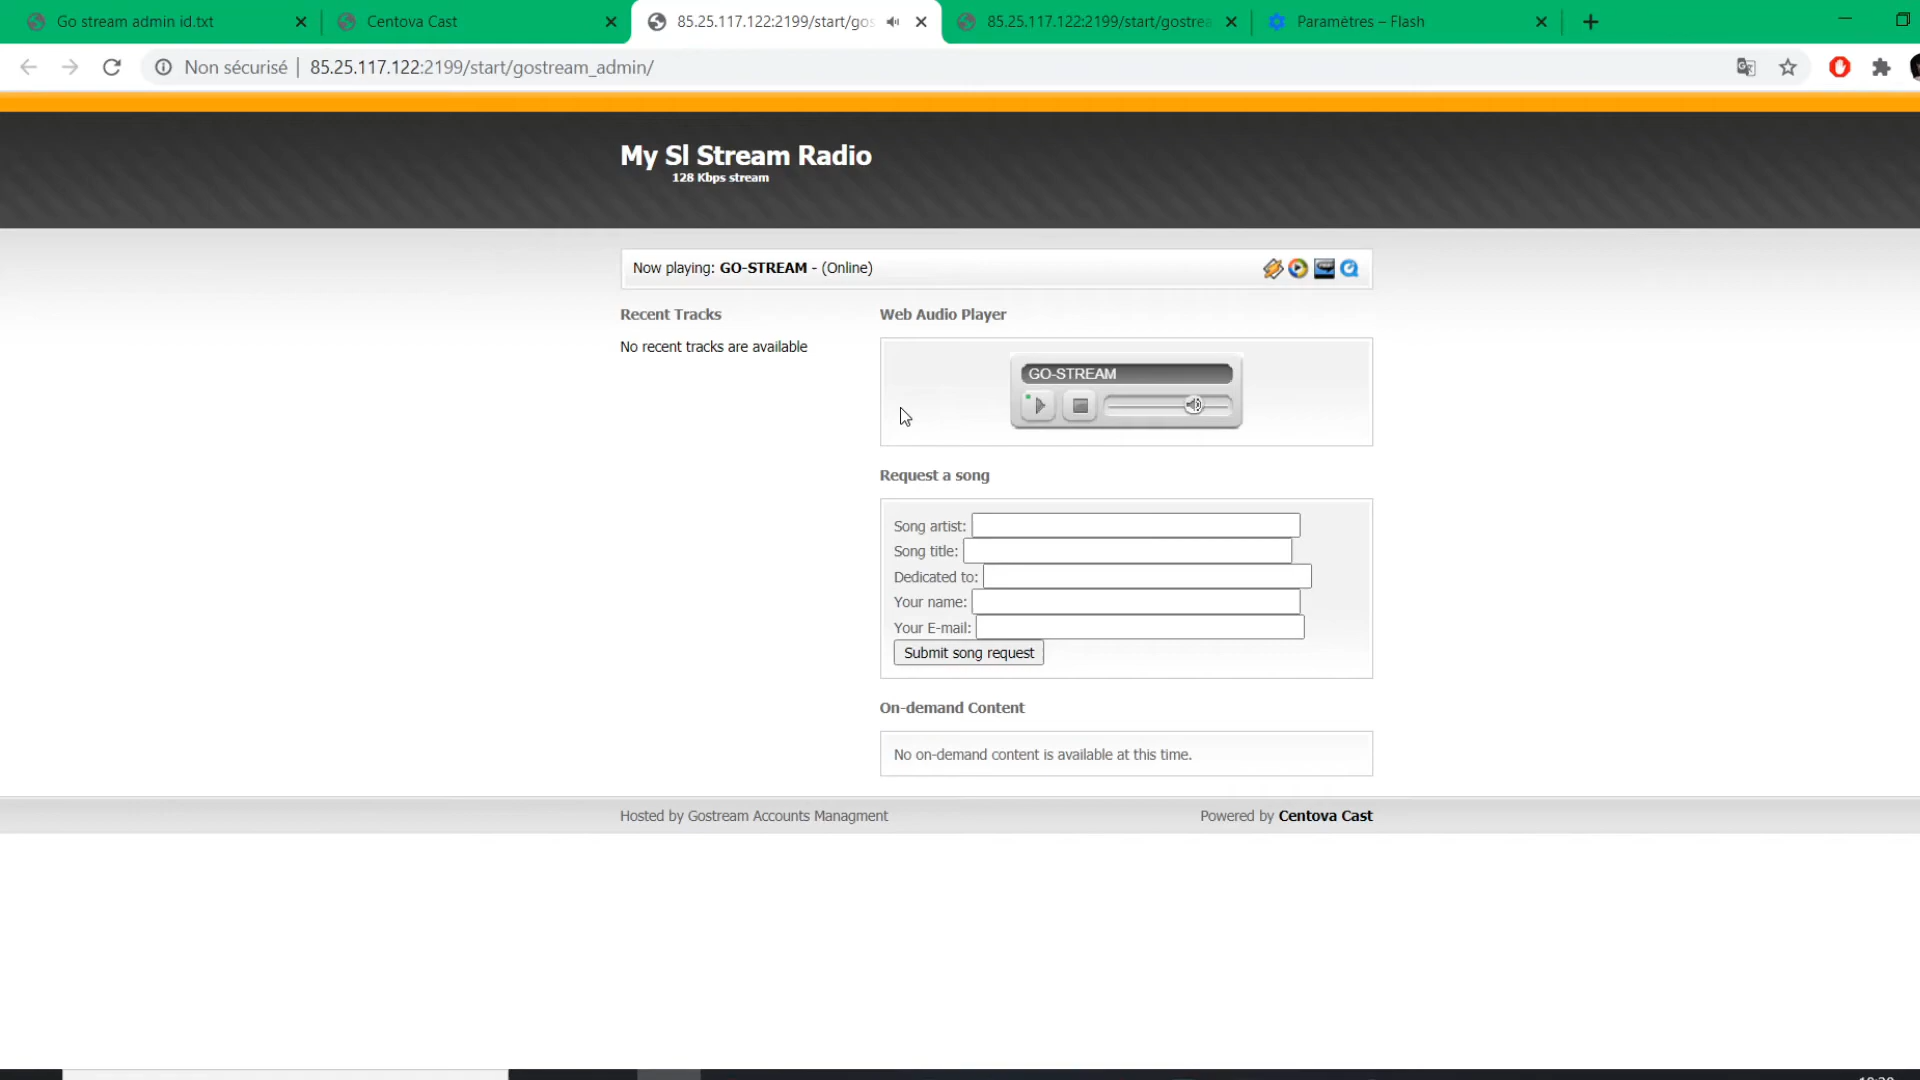 Go stream admin id.txt
Centova Cast
85.25.117.122:2199/start/gos
85.25.117.122:2199/start/gostrea
Paramètres – Flash
Non sécurisé | 85.25.117.122:2199/start/gostream_admin/
My Sl Stream Radio
128 Kbps stream
Now playing: GO-STREAM - (Online)
Recent Tracks
No recent tracks are available
Web Audio Player
GO-STREAM
Request a song
Song artist:
Song title:
Dedicated to:
Your name:
Your E-mail:
Submit song request
On-demand Content
No on-demand content is available at this time.
Hosted by Gostream Accounts Managment
Powered by Centova Cast